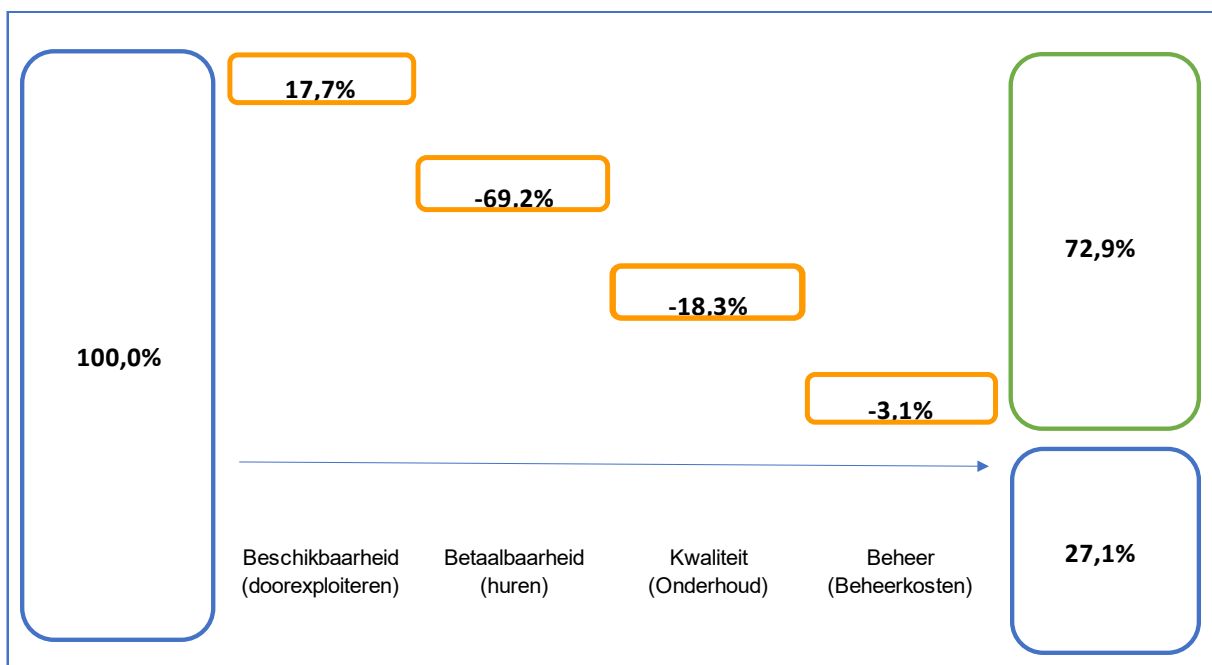 17,7%
-69,2%
72,9%
-18,3%
100,0%
-3,1%
Beschikbaarheid
(doorexploiteren)
Betaalbaarheid
(huren)
Kwaliteit
(Onderhoud)
Beheer
(Beheerkosten)
27,1%